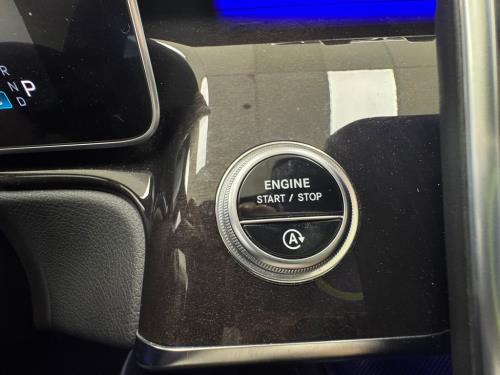 R
N P
D
ENGINE
START / STOP
A